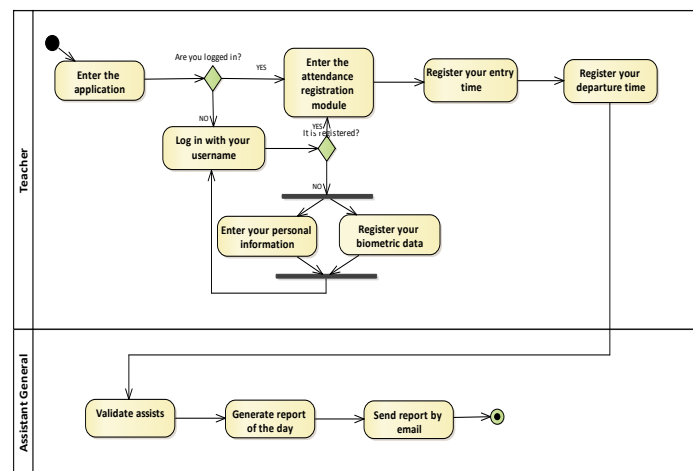 Teacher
Are you logged in?
Enter the
application
YES
Enter the
attendance
registration
module
Register your entry
time
Register your
departure time
NO
Log in with your
username
YES
It is registered?
NO
Enter your personal
information
Register your
biometric data
Assistant General
Validate assists
Generate report
of the day
Send report by
email